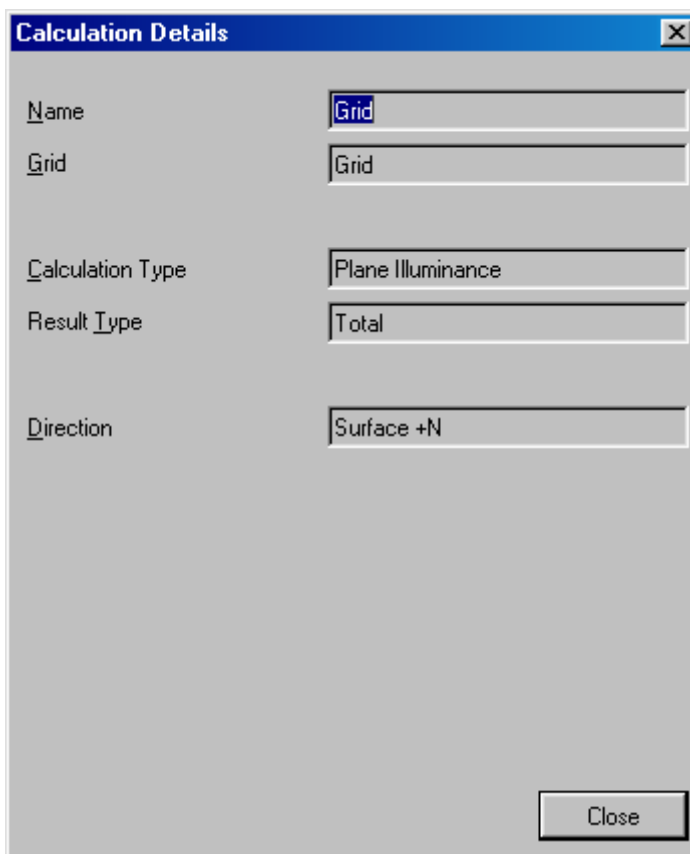 Calculation Details
Name Grid
Grid Grid
Calculation Type Plane Illuminance
Result Type Total
Direction Surface +N
Close